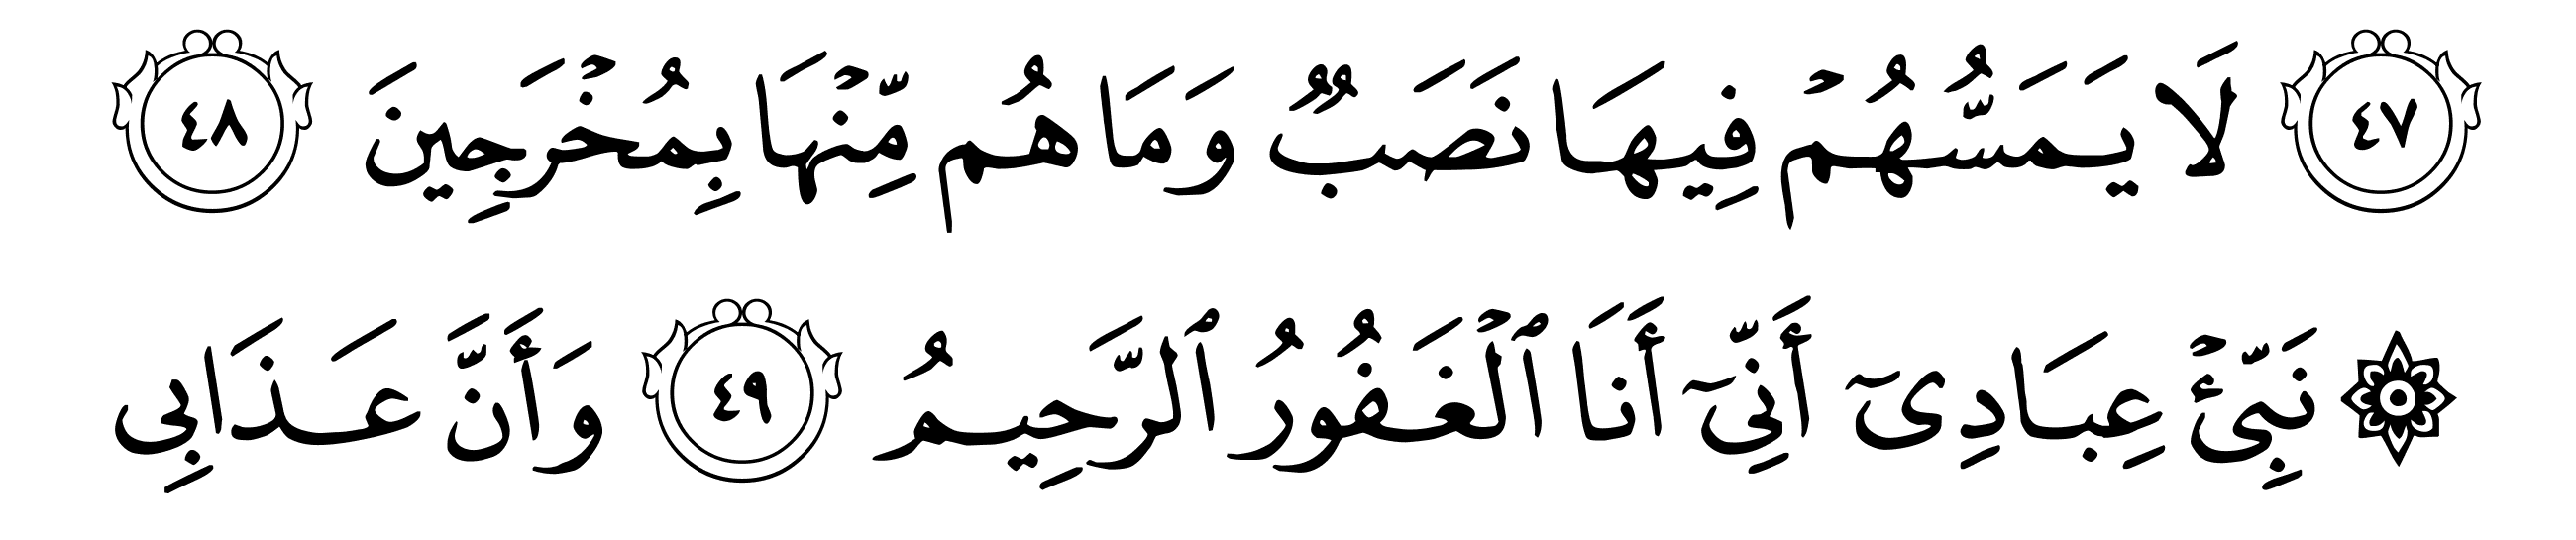 ٤٧ لَا يَمَسُّهُمۡ فِيهَا نَصَبٌ وَمَا هُم مِّنۡهَا بِمُخۡرَجِينَ ٤٨
۞ نَبِّئۡ عِبَادِىٓ أَنِّىٓ أَنَا ٱلۡغَفُورُ ٱلرَّحِيمُ ٤٩ وَأَنَّ عَذَابِى